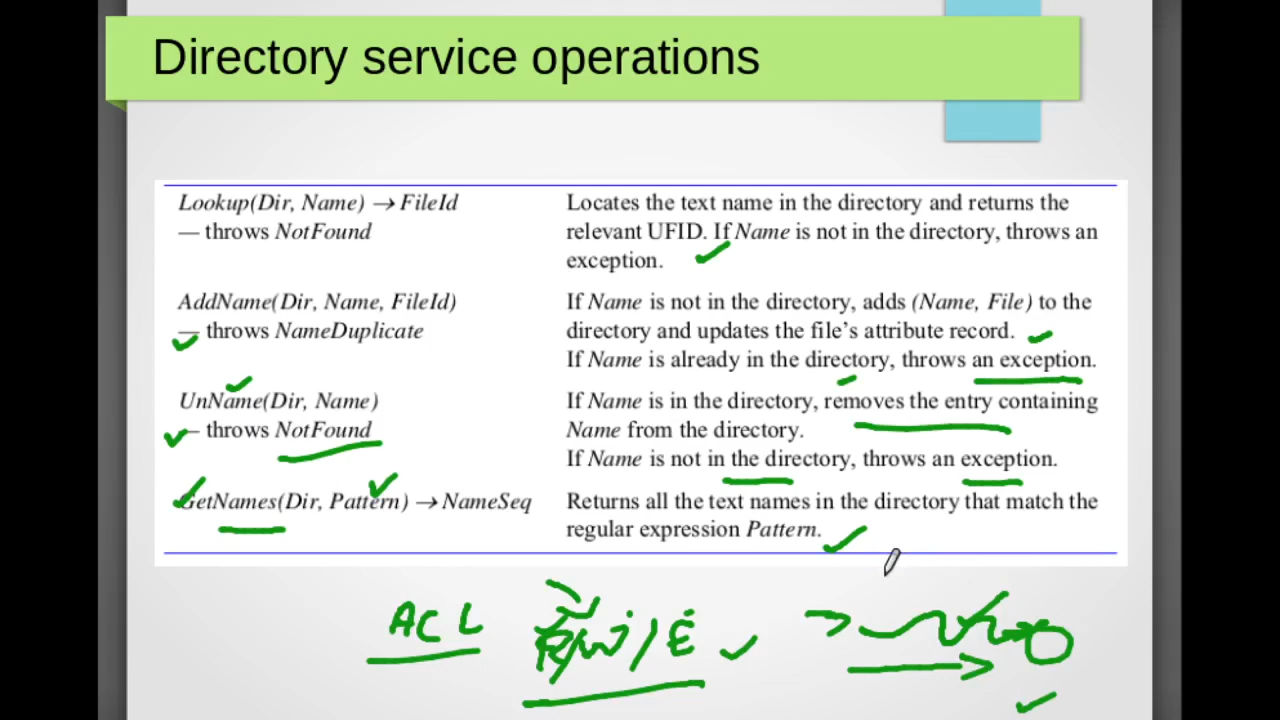 Directory service operations
Lookup(Dir, Name) → FileId
— throws NotFound
Locates the text name in the directory and returns the
relevant UFID. If Name is not in the directory, throws an
exception.
AddName(Dir, Name, FileId)
— throws NameDuplicate
If Name is not in the directory, adds (Name, File) to the
directory and updates the file's attribute record.
If Name is already in the directory, throws an exception.
UnName(Dir, Name)
— throws NotFound
If Name is in the directory, removes the entry containing
Name from the directory.
If Name is not in the directory, throws an exception.
GetNames(Dir, Pattern) → NameSeq
Returns all the text names in the directory that match the
regular expression Pattern.
ACL R/W/E